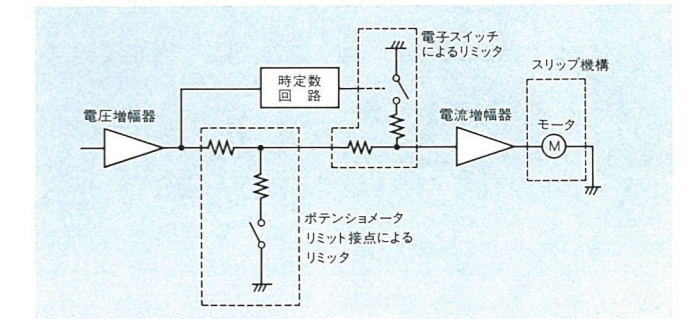 電子スイッチ
によるリミッタ
スリップ機構
時定数
回路
電圧増幅器
電流増幅器
モータ
M
ポテンショメータ
リミット接点による
リミッタ